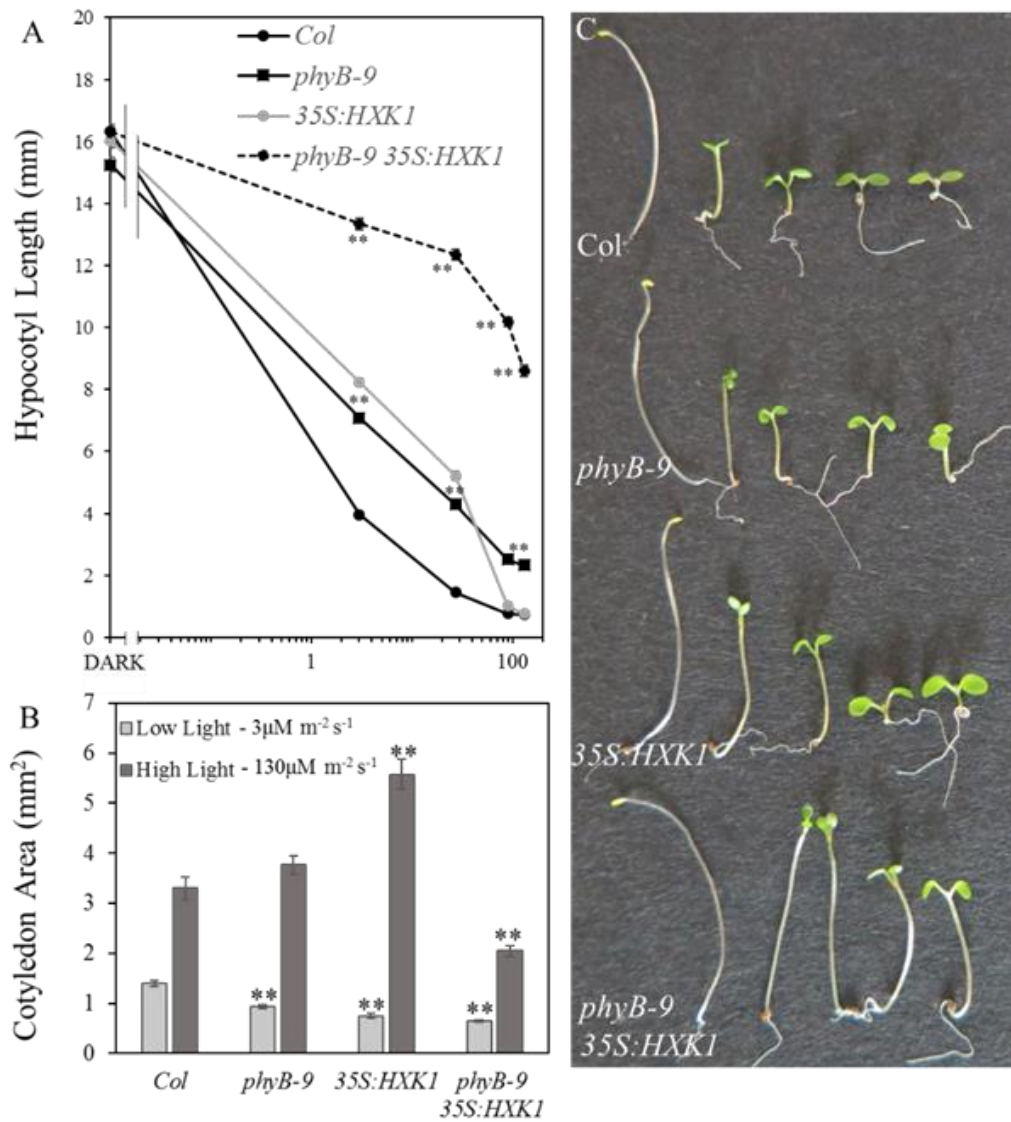 A
Hypocotyl Length (mm)
20
18
16
14
12
10
8
6
4
2
0
Col
phyB-9
35S:HXK1
phyB-9 35S:HXK1
**
**
**
**
**
**
**
DARK
1
100
B
Cotyledon Area (mm²)
7
6
5
4
3
2
1
0
Low Light - 3μM m⁻² s⁻¹
High Light - 130μM m⁻² s⁻¹
**
**
**
**
**
Col
phyB-9
35S:HXK1
phyB-9
35S:HXK1
C
Col
phyB-9
35S:HXK1
phyB-9
35S:HXK1